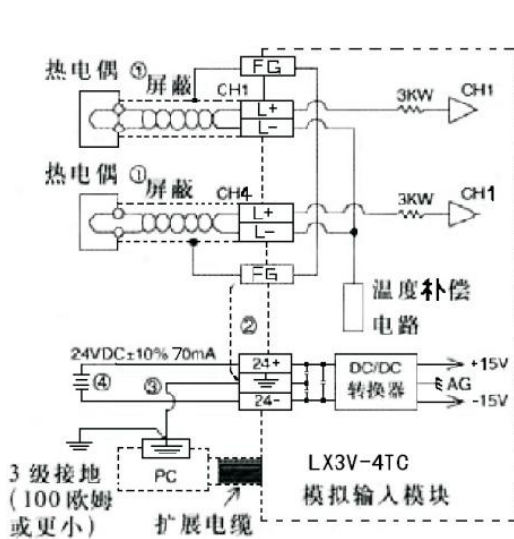 热电偶 ①
屏蔽
FG
CH1
L+
L−
3KW
CH1
热电偶 ①
屏蔽
CH4
L+
L−
3KW
CH1
FG
温度补偿
电路
②
24VDC±10% 70mA
24+
24-
④
③
DC/DC
转换器
+15V
AG
-15V
PC
3级接地
(100欧姆
或更小)
扩展电缆
LX3V-4TC
模拟输入模块